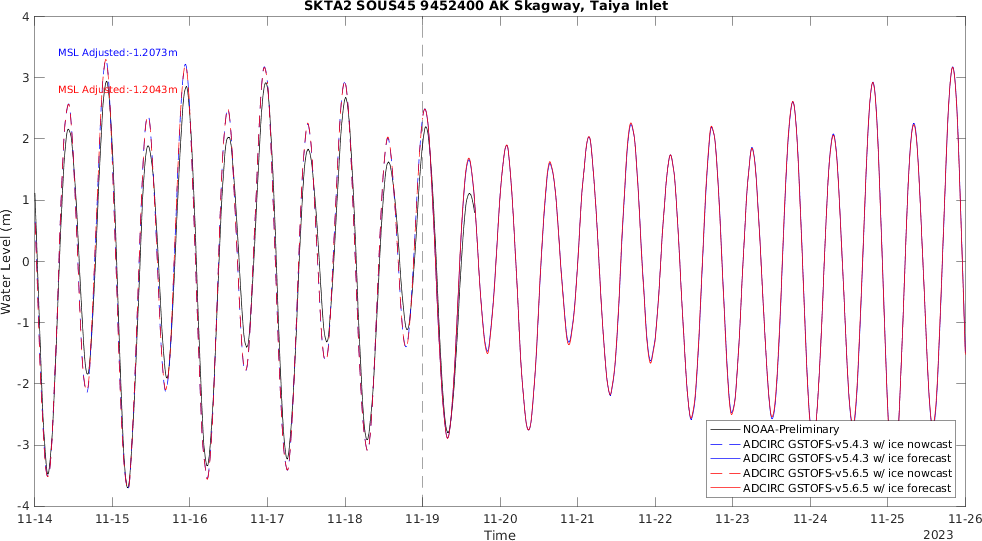 SKTA2 SOUS45 9452400 AK Skagway, Taiya Inlet
4
3
2
1
0
-1
-2
-3
-4
Water Level (m)
MSL Adjusted:-1.2073m
MSL Adjusted:-1.2043m
NOAA-Preliminary
ADCIRC GSTOFS-v5.4.3 w/ ice nowcast
ADCIRC GSTOFS-v5.4.3 w/ ice forecast
ADCIRC GSTOFS-v5.6.5 w/ ice nowcast
ADCIRC GSTOFS-v5.6.5 w/ ice forecast
11-14 11-15 11-16 11-17 11-18 11-19 11-20 11-21 11-22 11-23 11-24 11-25 11-26
Time
2023